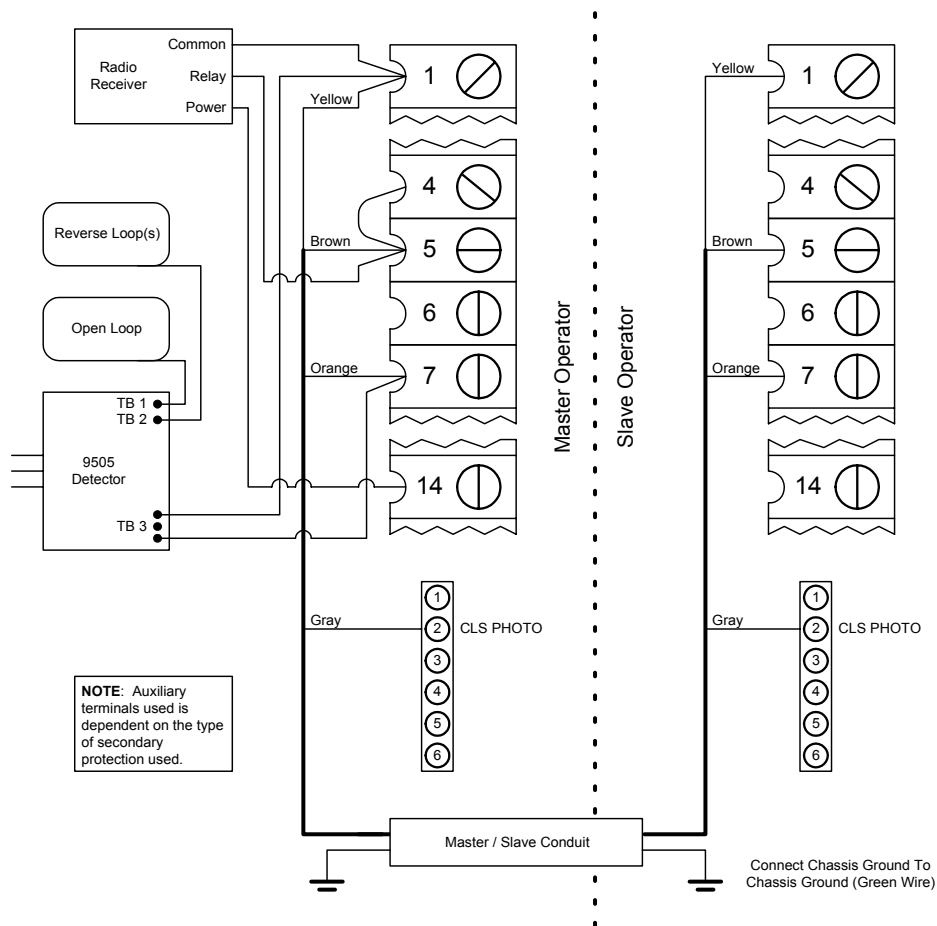 Common
Radio
Receiver
Relay
Power
Yellow
1
4
Reverse Loop(s)
Brown
5
6
Open Loop
Orange
7
TB 1
TB 2
9505
Detector
14
TB 3
Gray
1
2
3
4
5
6
CLS PHOTO
NOTE: Auxiliary
terminals used is
dependent on the type
of secondary
protection used.
Master Operator
Slave Operator
Yellow
1
4
Brown
5
6
Orange
7
14
Gray
1
2
3
4
5
6
CLS PHOTO
Master / Slave Conduit
Connect Chassis Ground To
Chassis Ground (Green Wire)